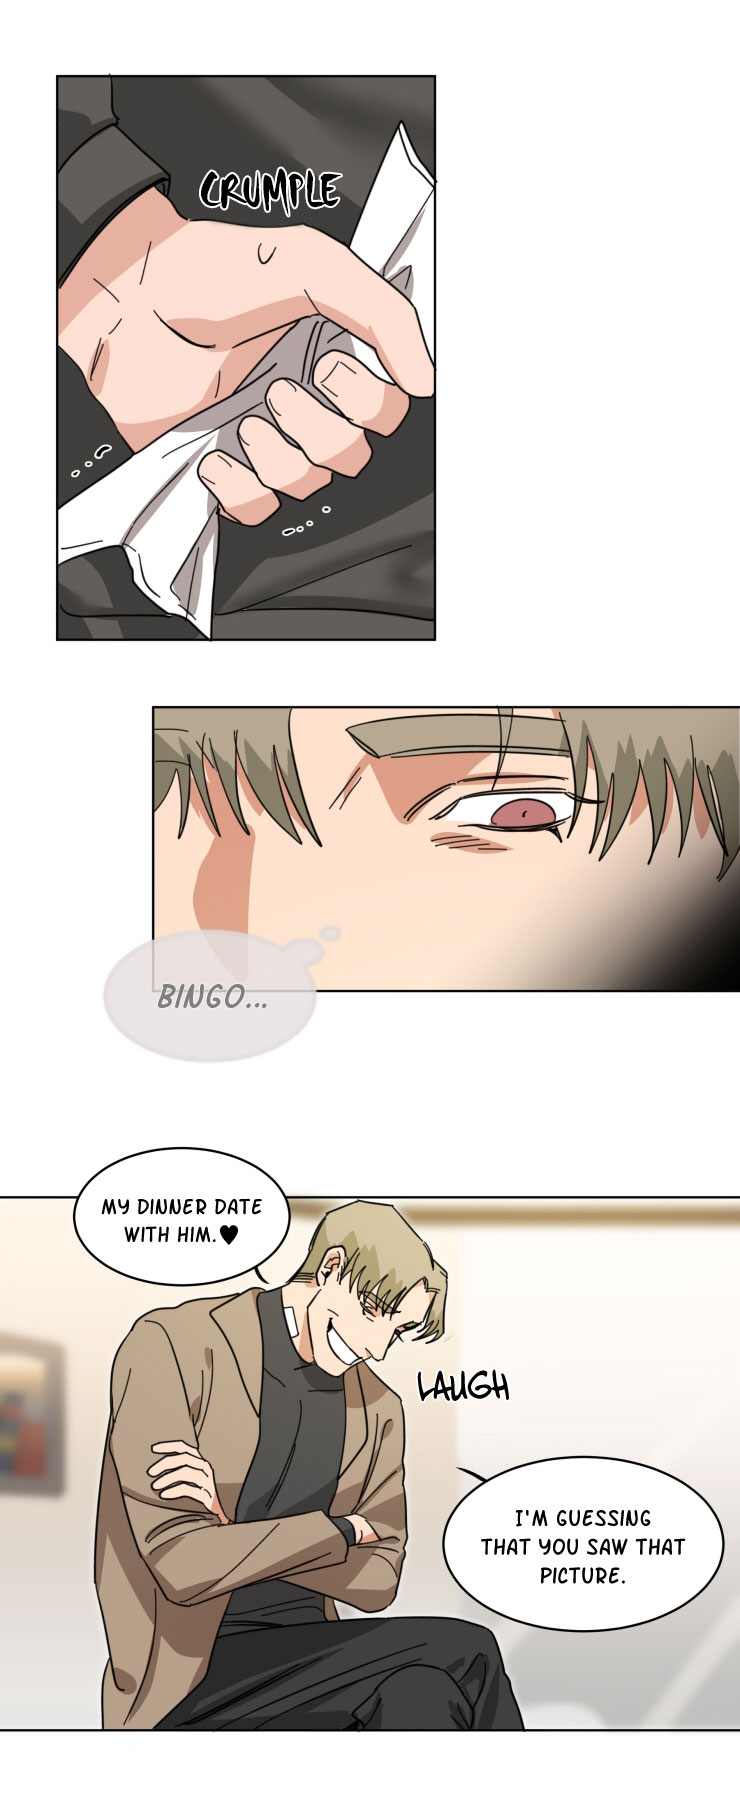 CRUMPLE
BINGO...
MY DINNER DATE
WITH HIM.♥
LAUGH
I'M GUESSING
THAT YOU SAW THAT
PICTURE.